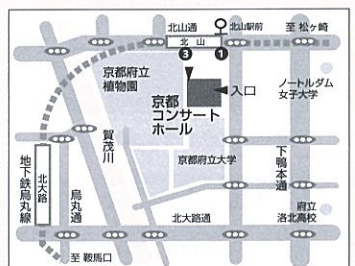 北山通
北山駅前
至 松ヶ崎
北 山
3
1
京都府立
植物園
入口
ノートルダム
女子大学
京都
コンサート
ホール
賀茂川
京都府立大学
下鴨本通
北大路
地下鉄烏丸線
烏丸通
北大路通
府立
洛北高校
至 鞍馬口